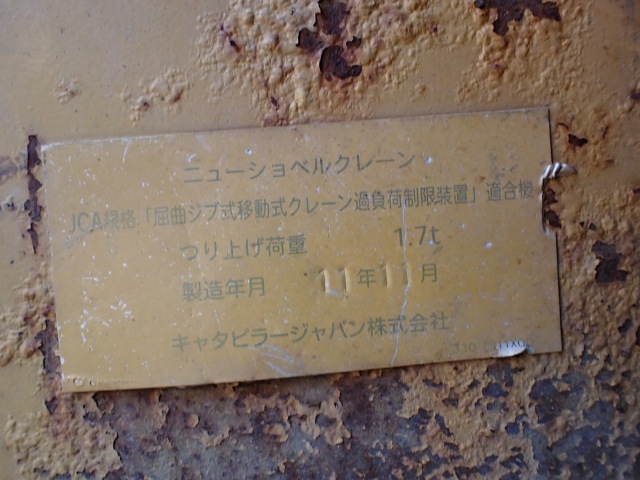 ニューショベルクレーン
JCA規格「屈曲ジブ式移動式クレーン過負荷制限装置」適合機
つり上げ荷重 1.7t
製造年月 11年11月
キャタピラージャパン株式会社